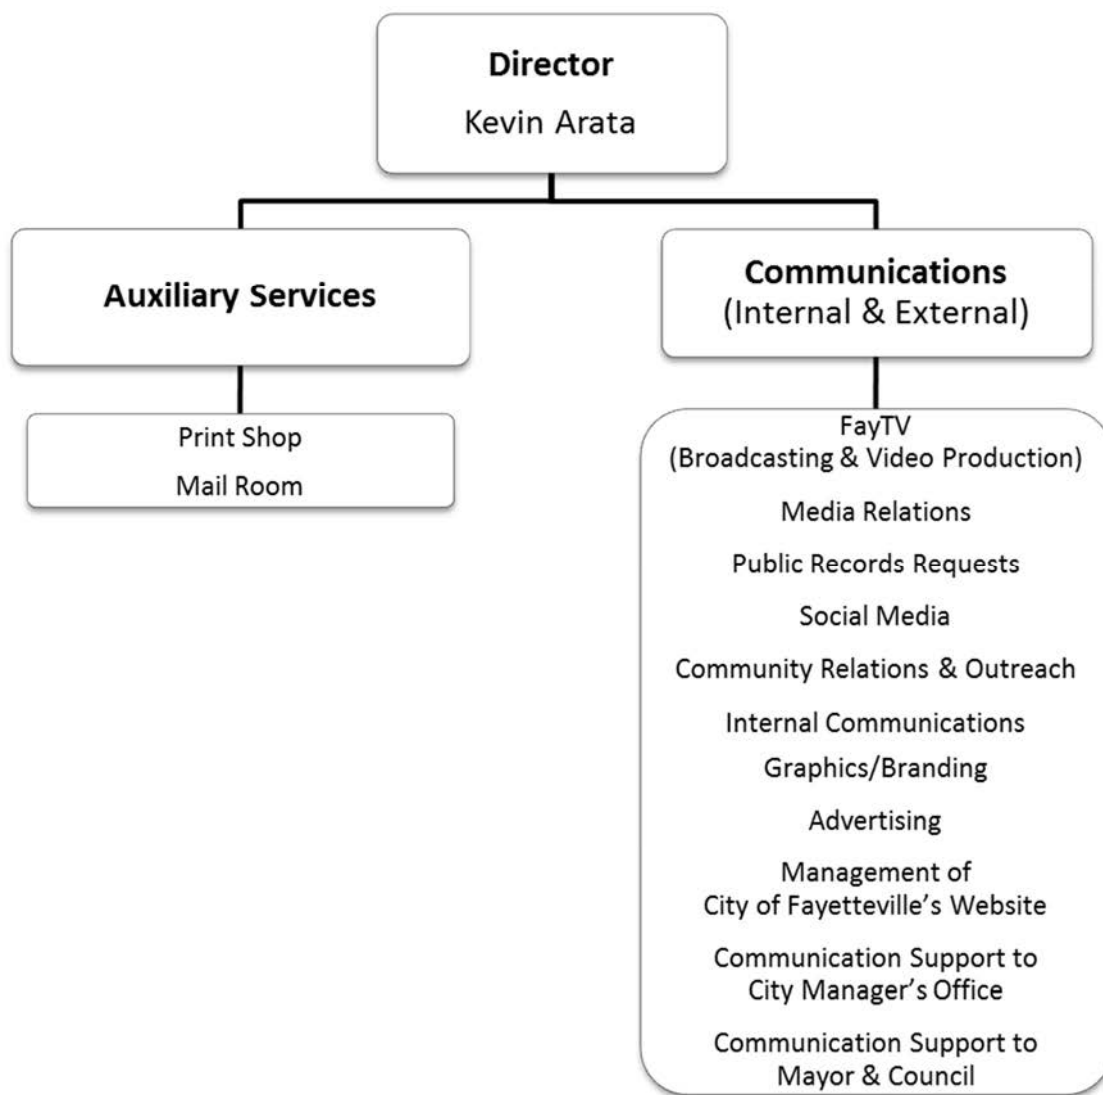 Director
Kevin Arata
Auxiliary Services
Communications
(Internal & External)
Print Shop
Mail Room
FayTV
(Broadcasting & Video Production)
Media Relations
Public Records Requests
Social Media
Community Relations & Outreach
Internal Communications
Graphics/Branding
Advertising
Management of
City of Fayetteville’s Website
Communication Support to
City Manager’s Office
Communication Support to
Mayor & Council